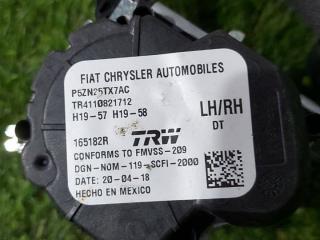 FIAT CHRYSLER AUTOMOBILES
P5ZN25TX7AC
TR4110821712
H19-57 H19-58
LH/RH
DT
165182R
TRW
CONFORMS TO FMVSS-209
DGN-NOM-119-SCFI-2000
DATE: 20-04-18
HECHO EN MEXICO